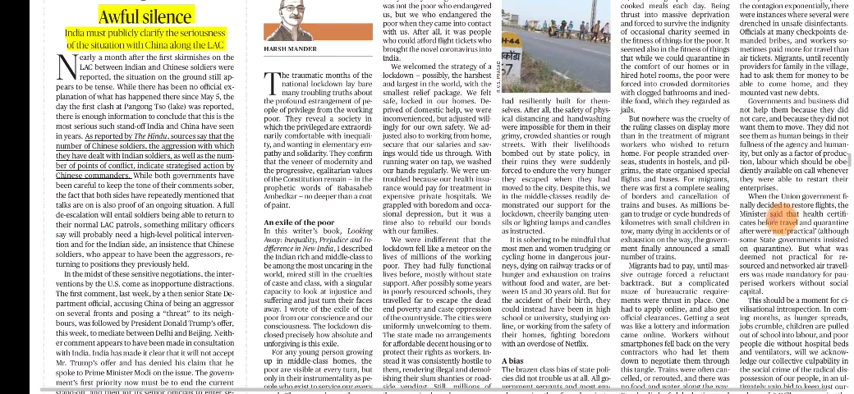 Awful silence
India must publicly clarify the seriousness
of the situation with China along the LAC
Nearly a month after the first skirmishes on the
LAC between Indian and Chinese soldiers were
reported, the situation on the ground still ap-
pears to be tense. While there has been no official ex-
planation of what has happened there since May 5, the
day the first clash at Pangong Tso (lake) was reported,
there is enough information to conclude that this is the
most serious such stand-off India and China have seen
in years. As reported by The Hindu, sources say that the
number of Chinese soldiers, the aggression with which
they have dealt with Indian soldiers, as well as the num-
ber of points of conflict, indicate strategised action by
Chinese commanders. While both governments have
been careful to keep the tone of their comments sober,
the fact that both sides have repeatedly mentioned that
talks are on is also proof of an ongoing situation. A full
de-escalation will entail soldiers being able to return to
their normal LAC patrols, something military officers
say will probably need a high-level political interven-
tion and for the Indian side, an insistence that Chinese
soldiers, who appear to have been the aggressors, re-
turning to positions they previously held.
In the midst of these sensitive negotiations, the inter-
ventions by the U.S. come as inopportune distractions.
The first comment, last week, by a then senior State De-
partment official, accusing China of being an aggressor
on several fronts and posing a "threat" to its neigh-
bours, was followed by President Donald Trump's offer,
this week, to mediate between Delhi and Beijing. Neith-
er comment appears to have been made in consultation
with India. India has made it clear that it will not accept
Mr. Trump's offer and has denied his claim that he
spoke to Prime Minister Modi on the issue. The govern-
ment's first priority now must be to end the current
HARSH MANDER
The traumatic months of the
national lockdown lay bare
many troubling truths about
the profound estrangement of peo-
ple of privilege from the working
poor. They reveal a society in
which the privileged are extraordi-
narily comfortable with inequali-
ty, and wanting in elementary em-
pathy and solidarity. They confirm
that the veneer of modernity and
the progressive, egalitarian values
of the Constitution remain – in the
prophetic words of Babasaheb
Ambedkar – no deeper than a coat
of paint.
An exile of the poor
In this writer's book, Looking
Away: Inequality, Prejudice and In-
difference in New India, I described
the Indian rich and middle-class to
be among the most uncaring in the
world, mired still in the cruelties
of caste and class, with a singular
capacity to look at injustice and
suffering and just turn their faces
away. I wrote of the exile of the
poor from our conscience and our
consciousness. The lockdown dis-
closed precisely how absolute and
unforgiving is this exile.
For any young person growing
up in middle-class homes, the
poor are visible at every turn, but
only in their instrumentality as pe-
ople who exist to service our every
was not the poor who endangered
us, but we who endangered the
poor when they came into contact
with us. After all, it was people
who could afford flight tickets who
brought the novel coronavirus into
India.
We welcomed the strategy of a
lockdown – possibly, the harshest
and largest in the world, with the
smallest relief package. We felt
safe, locked in our homes. De-
prived of domestic help, we were
inconvenienced, but adjusted will-
ingly for our own safety. We ad-
justed also to working from home,
secure that our salaries and sav-
ings would tide us through. With
running water on tap, we washed
our hands regularly. We were un-
troubled because our health insu-
rance would pay for treatment in
expensive private hospitals. We
grappled with boredom and occa-
sional depression, but it was a
time also to rebuild our bonds
with our families.
We were indifferent that the
lockdown fell like a meteor on the
lives of millions of the working
poor. They had fully functional
lives before, mostly without state
support. After possibly some years
in poorly resourced schools, they
travelled far to escape the dead
end poverty and caste oppression
of the countryside. The cities were
uniformly unwelcoming to them.
The state made no arrangements
for affordable decent housing or to
protect their rights as workers. In-
stead it was consistently hostile to
them, rendering illegal and demol-
ishing their slum shanties or road-
side vending. Still, millions of
had resiliently built for them-
selves. After all, the safety of phys-
ical distancing and handwashing
were impossible for them in their
grimy, crowded shanties or rough
streets. With their livelihoods
bombed out by state policy, in
their ruins they were suddenly
forced to endure the very hunger
they escaped when they had
moved to the city. Despite this, we
in the middle-classes readily de-
monstrated our support for the
lockdown, cheerily banging uten-
sils or lighting lamps and candles
as instructed.
It is sobering to be mindful that
most men and women trudging or
cycling home in dangerous jour-
neys, dying on railway tracks or of
hunger and exhaustion on trains
without food and water, are bet-
ween 15 and 30 years old. But for
the accident of their birth, they
could instead have been in high
school or university, studying on-
line, or working from the safety of
their homes, fighting boredom
with an overdose of Netflix.
A bias
The brazen class bias of state poli-
cies did not trouble us at all. All go-
vernment servants and most em-
cooked meals each day. Being
thrust into massive deprivation
and forced to survive the indignity
of occasional charity seemed in
the fitness of things for the poor. It
seemed also in the fitness of things
that while we could quarantine in
the comfort of our homes or in
hired hotel rooms, the poor were
forced into crowded dormitories
with clogged bathrooms and ined-
ible food, which they regarded as
jails.
But nowhere was the cruelty of
the ruling classes on display more
than in the treatment of migrant
workers who wished to return
home. For people stranded over-
seas, students in hostels, and pil-
grims, the state organised special
flights and buses. For migrants,
there was first a complete sealing
of borders and cancellation of
trains and buses. As millions be-
gan to trudge or cycle hundreds of
kilometres with small children in
tow, many dying in accidents or of
exhaustion on the way, the govern-
ment finally announced a small
number of trains.
Migrants had to pay, until mas-
sive outrage forced a reluctant
backtrack. But a complicated
maze of bureaucratic require-
ments were thrust in place. One
had to apply online, and also get
official clearances. Getting a seat
was like a lottery and information
came online. Workers without
smartphones fell back on the very
contractors who had let them
down to negotiate them through
this tangle. Trains were often can-
celled, or rerouted, and there was
no food and water along the way.
the contagion exponentially, there
were instances where several were
drenched in unsafe disinfectants.
Officials at many checkpoints de-
manded bribes, and workers so-
metimes paid more for travel than
air tickets. Migrants, until recently
providers for family in the village,
had to ask them for money to be
able to come home, and they
mounted vast new debts.
Governments and business did
not help them because they did
not care, and because they did not
want them to move. They did not
see them as human beings in their
fullness of the agency and human-
ity, but only as a factor of produc-
tion, labour which should be obe-
diently available on call whenever
they were able to restart their
enterprises.
When the Union government fi-
nally decided to restore flights, the
Minister said that health certifi-
cates before travel and quarantine
after were 'not practical' (although
some State governments insisted
on quarantine). But what was
deemed not practical for re-
sourced and networked air travell-
ers was made mandatory for pau-
perised workers without social
capital.
This should be a moment for ci-
vilisational introspection. In com-
ing months, as hunger spreads,
jobs crumble, children are pulled
out of school into labour, and poor
people die without hospital beds
and ventilators, will we acknow-
ledge our collective culpability in
the social crime of the radical dis-
possession of our people, in an ul-